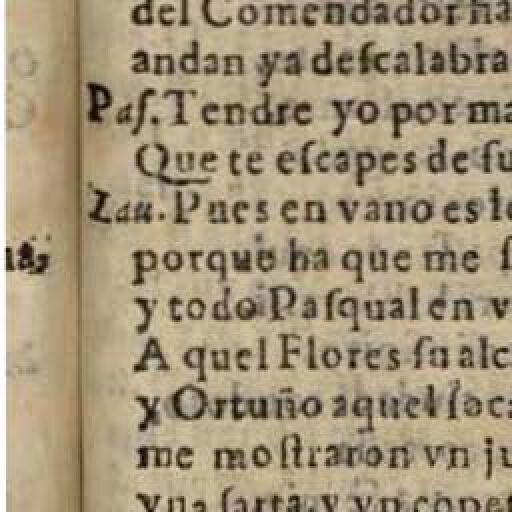 del Comendador ha
andan ya descalabra
Paſ. Tendre yo por ma
Que te eſcapes de ſu
Lau. Pues en vano es lo
porque ha que me ſ
y todo Paſqual en v
A quel Flores ſu alc
y Ortuño aquel ſoca
me moſtraron vn ju
vna ſarta, y vn copet